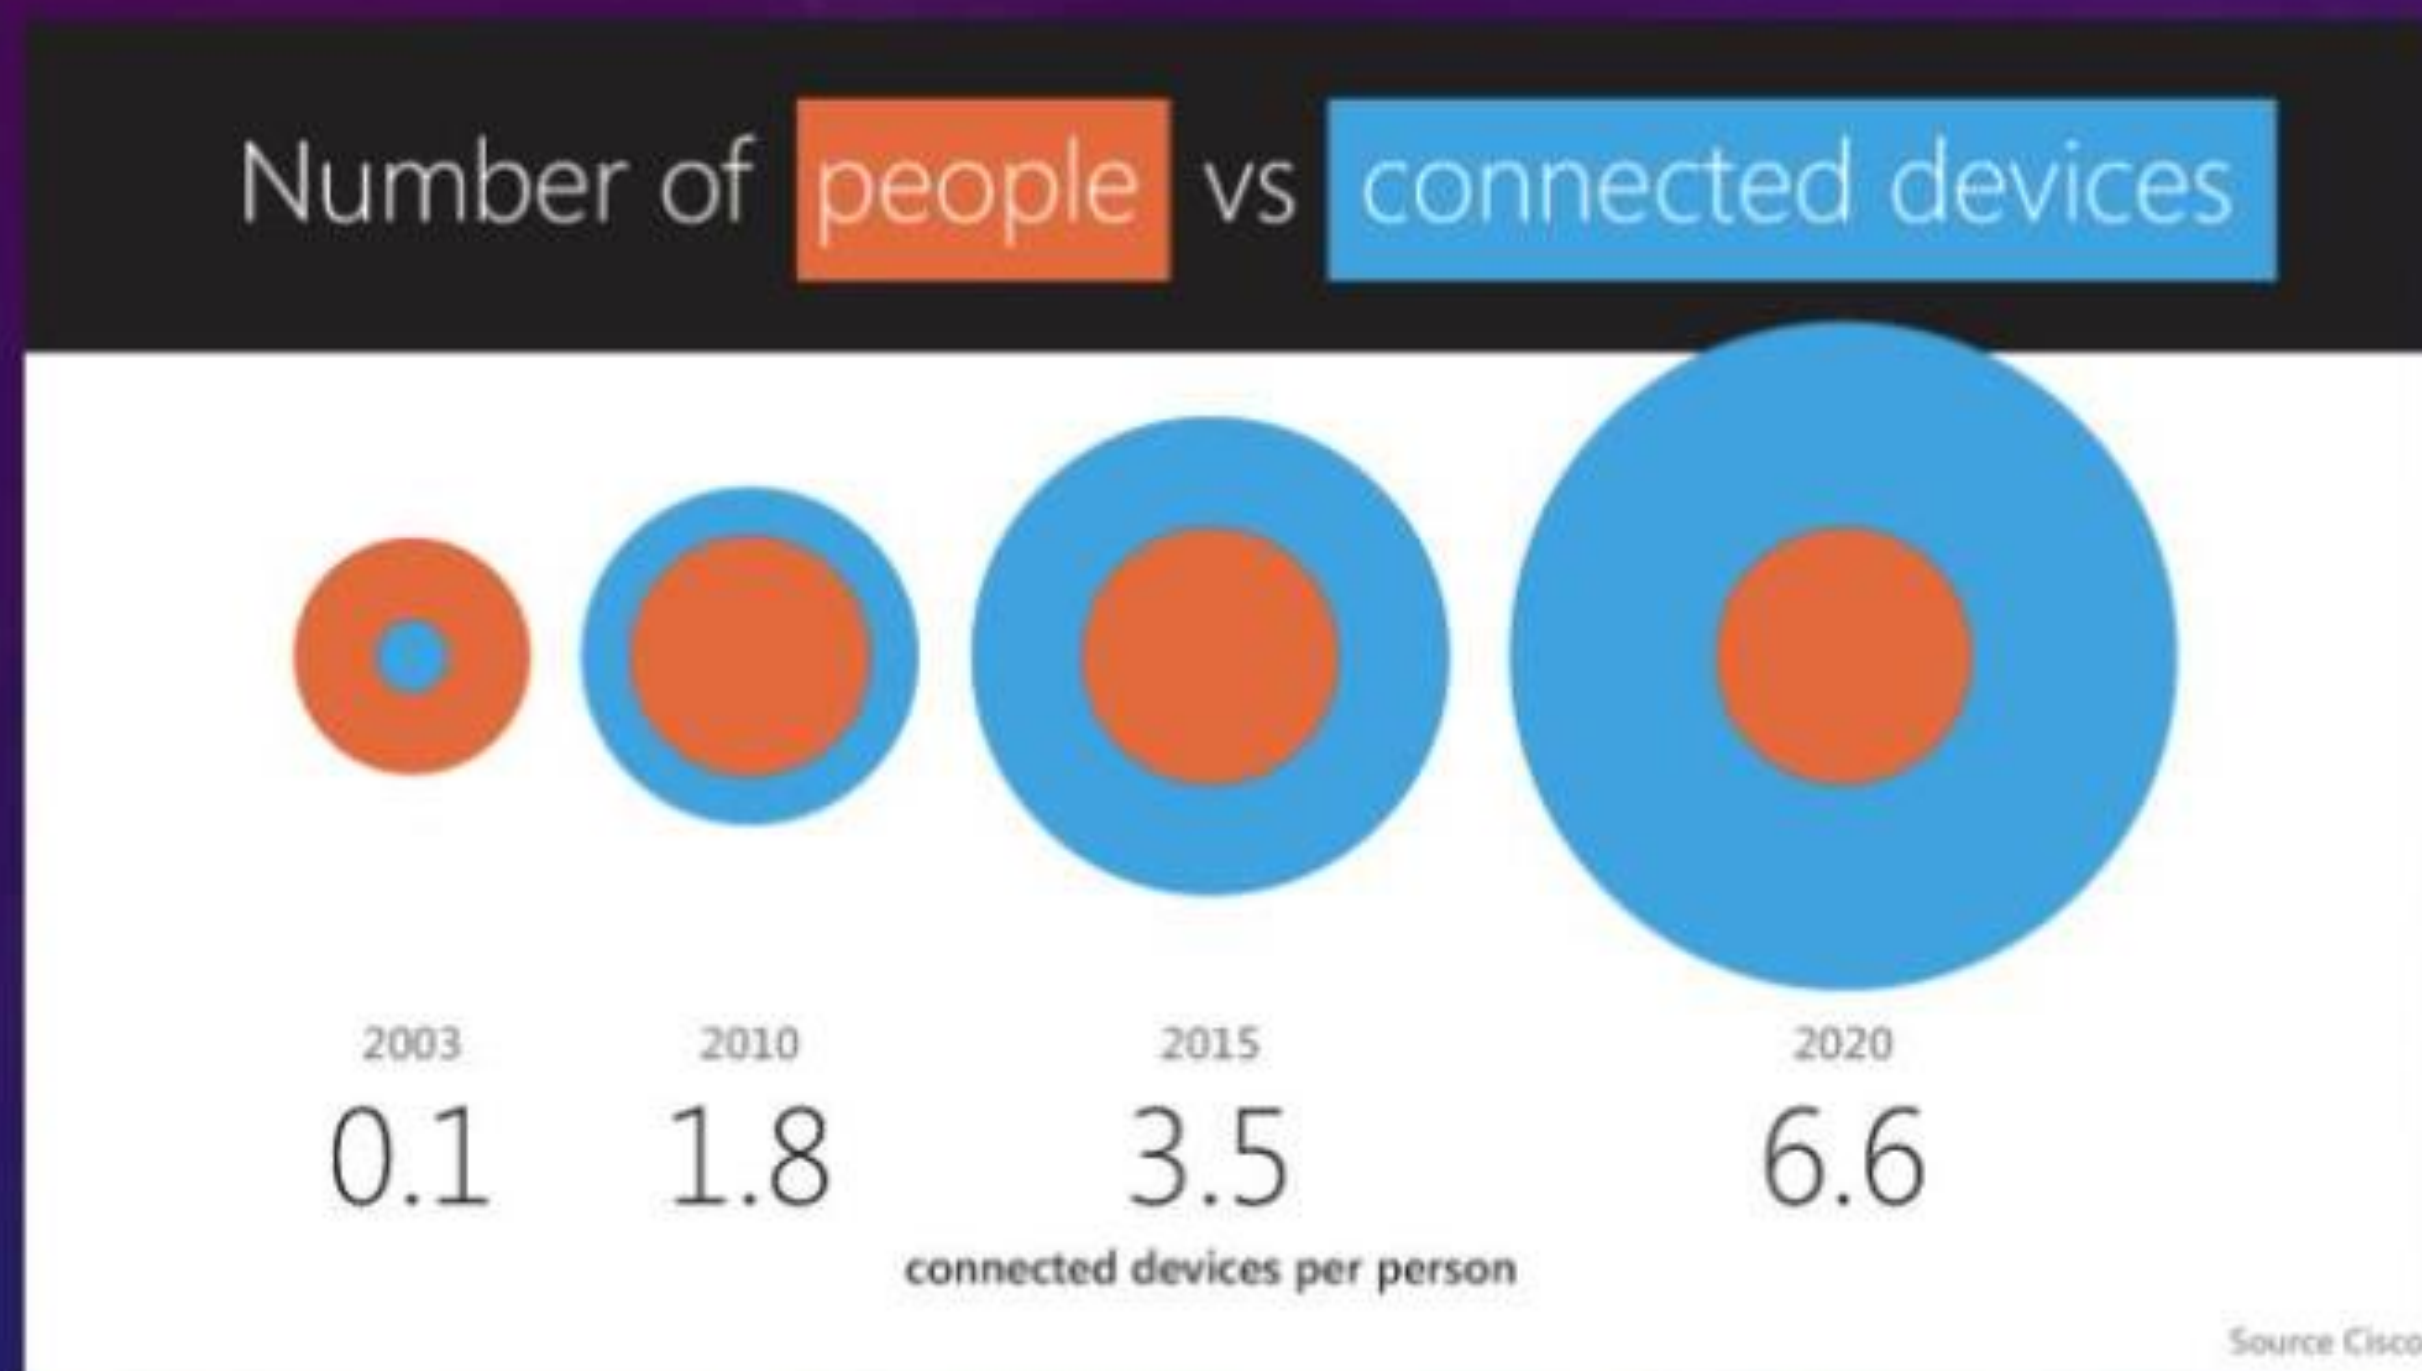 Number of people vs connected devices
2003 2010 2015 2020
0.1 1.8 3.5 6.6
connected devices per person
Source Cisco